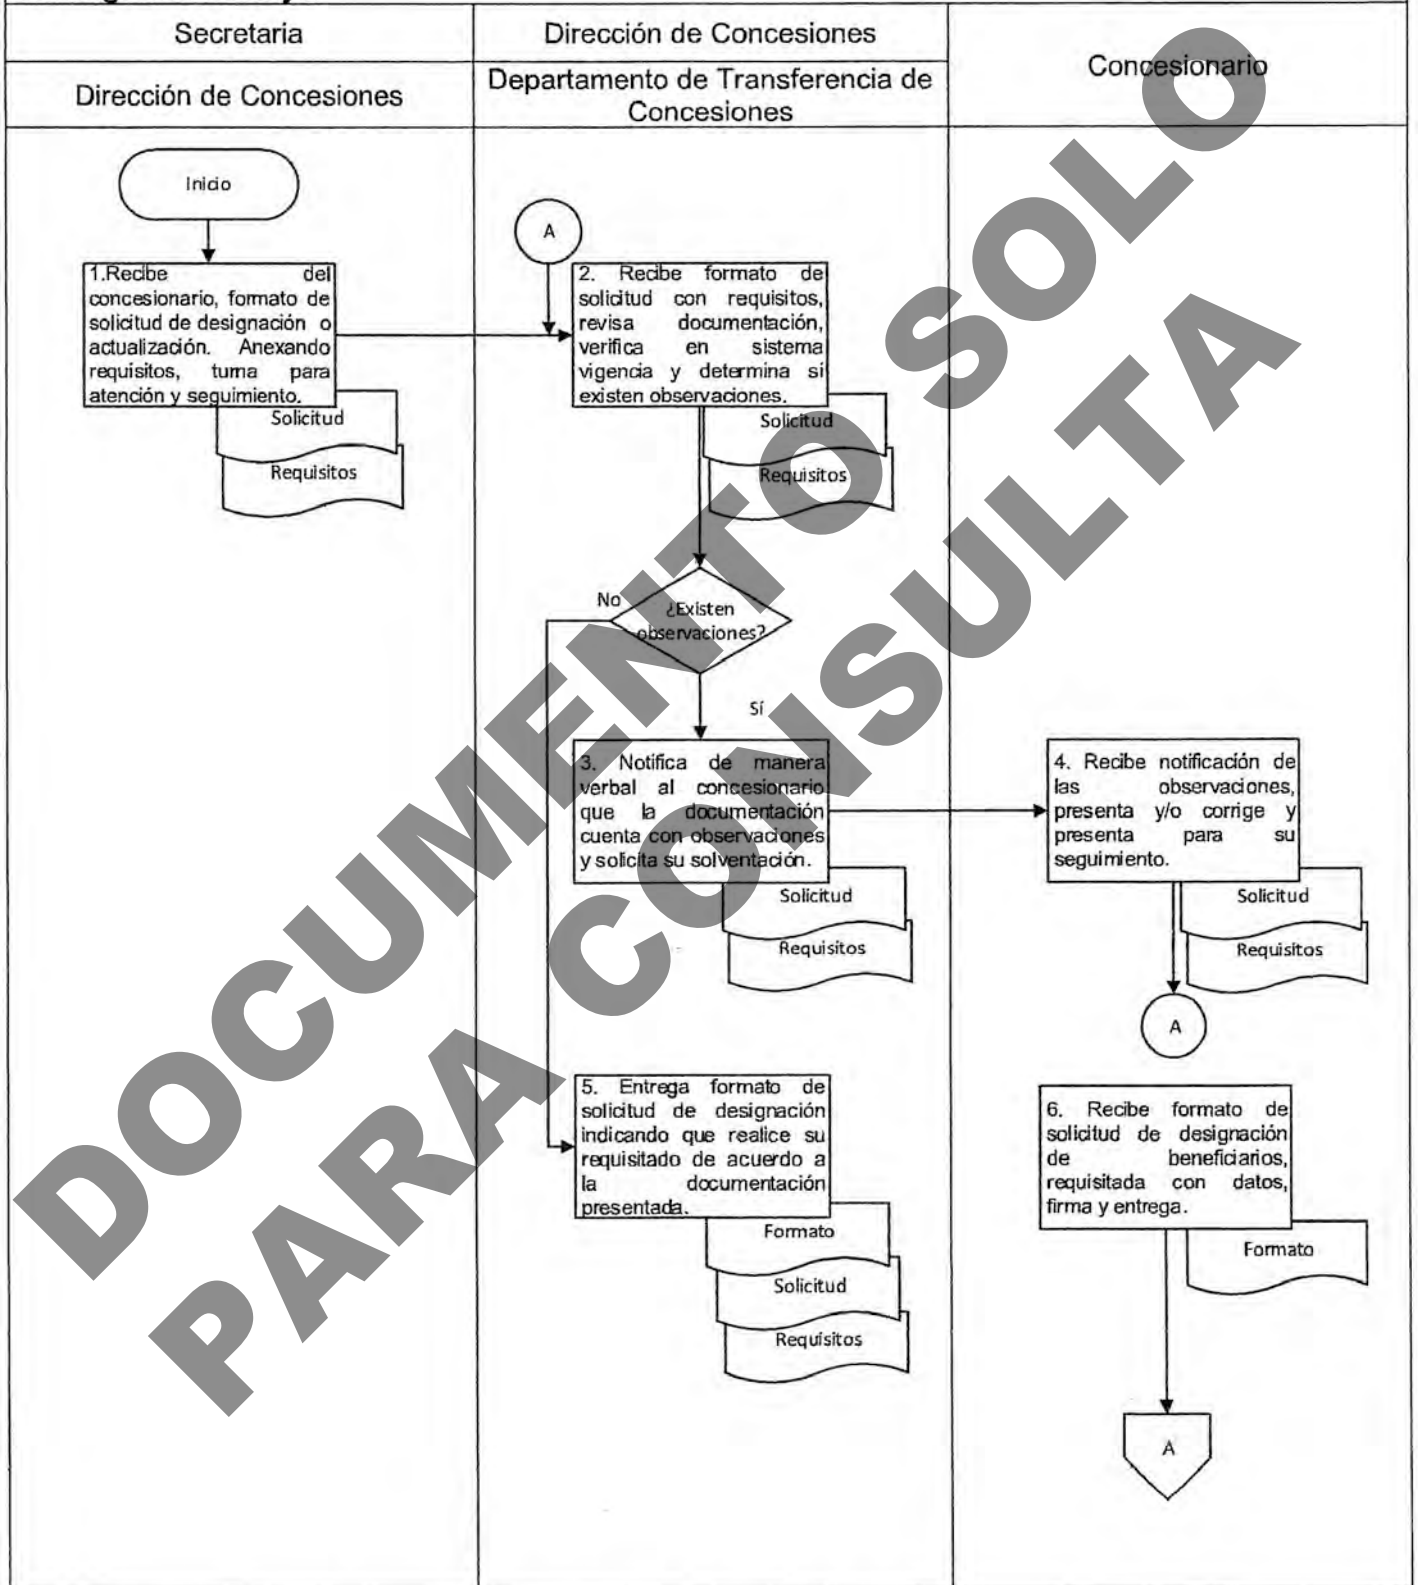 Secretaria
Dirección de Concesiones
Dirección de Concesiones
Departamento de Transferencia de
Concesiones
Concesionario
Inicio
1.Recibe del
concesionario, formato de
solicitud de designación o
actualización. Anexando
requisitos, turna para
atención y seguimiento.
Solicitud
Requisitos
A
2. Recibe formato de
solicitud con requisitos,
revisa documentación,
verifica en sistema
vigencia y determina si
existen observaciones.
Solicitud
Requisitos
¿Existen
observaciones?
No
Sí
3. Notifica de manera
verbal al concesionario
que la documentación
cuenta con observaciones
y solicita su solventación.
Solicitud
Requisitos
4. Recibe notificación de
las observaciones,
presenta y/o corrige y
presenta para su
seguimiento.
Solicitud
Requisitos
A
5. Entrega formato de
solicitud de designación
indicando que realice su
requisitado de acuerdo a
la documentación
presentada.
Formato
Solicitud
Requisitos
6. Recibe formato de
solicitud de designación
de beneficiarios,
requisitada con datos,
firma y entrega.
Formato
A
DOCUMENTO SOLO
PARA CONSULTA